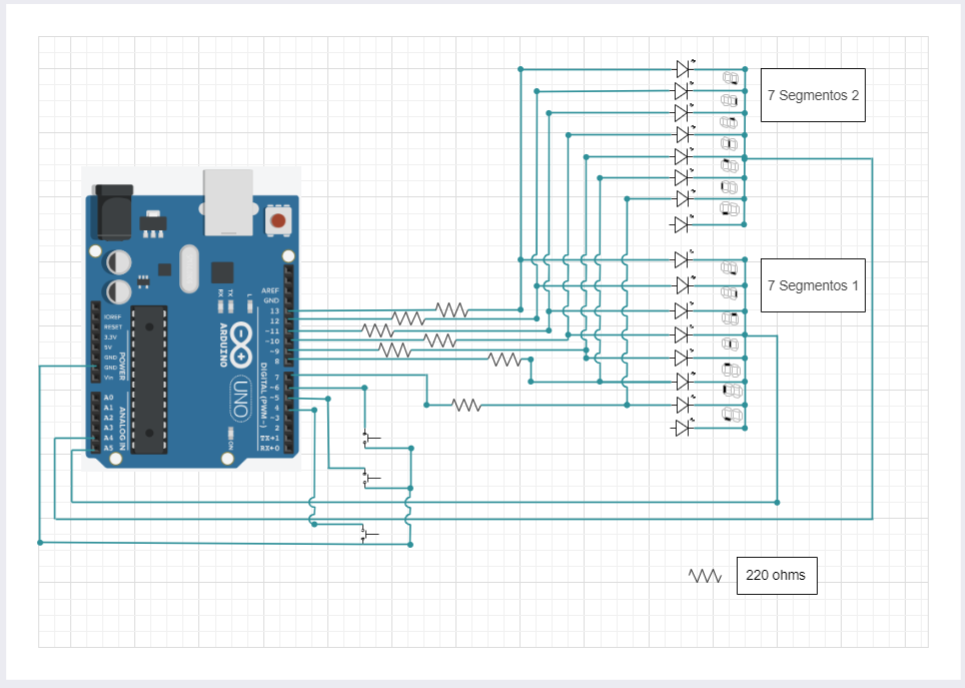 7 Segmentos 2
7 Segmentos 1
AREF
GND
13
12
~11
~10
~9
8
7
~6
~5
4
~3
2
TX→1
RX←0
DIGITAL (PWM~)
L
TX
RX
ON
ARDUINO
UNO
IOREF
RESET
3.3V
5V
GND
GND
Vin
POWER
A0
A1
A2
A3
A4
A5
ANALOG IN
220 ohms